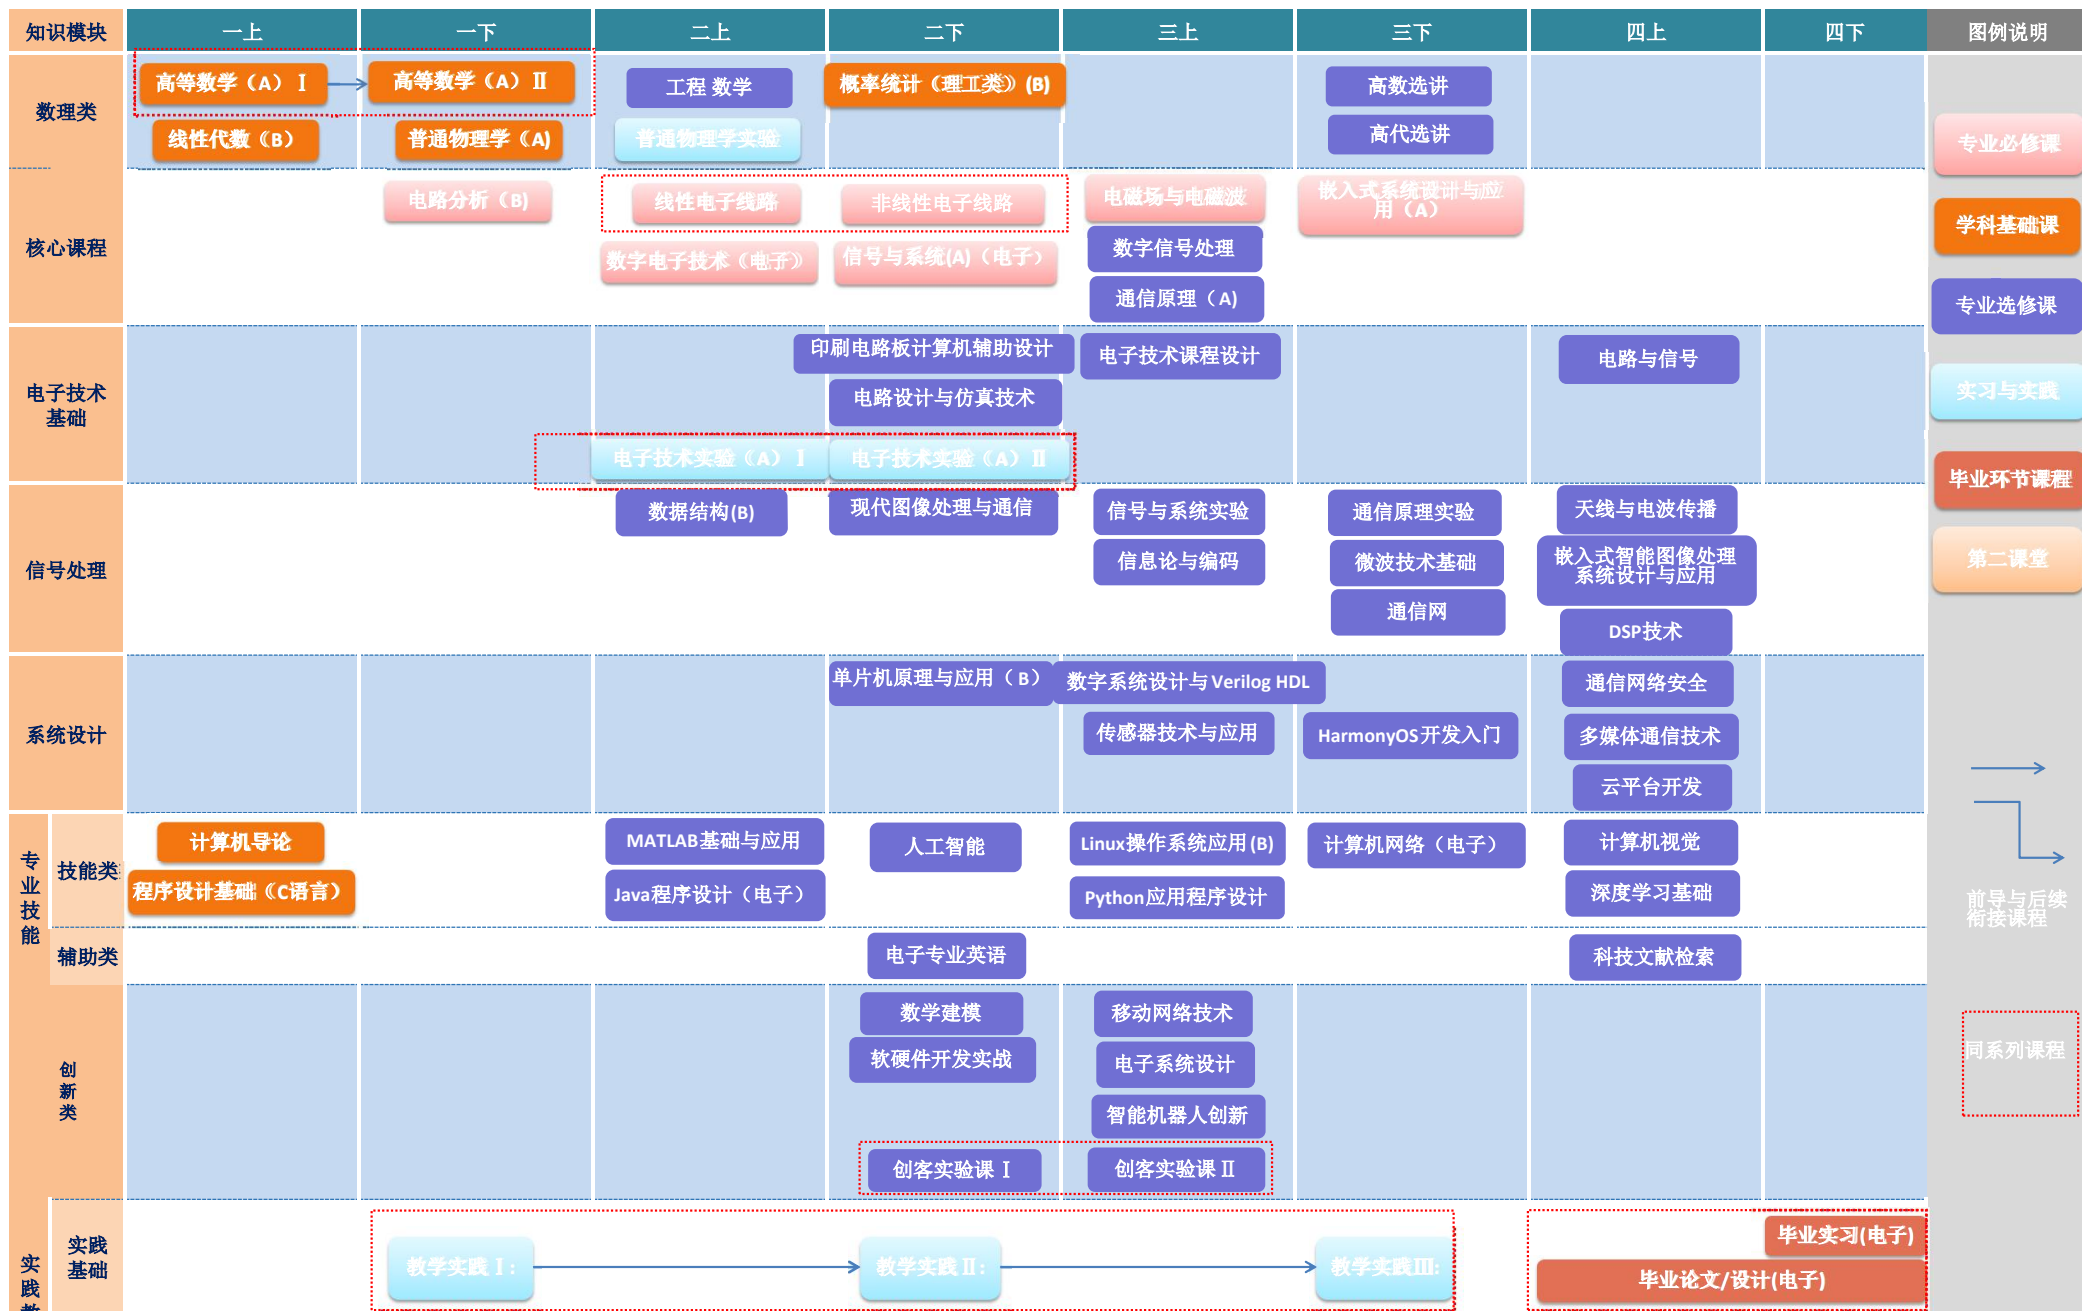 知识模块
一上
一下
二上
二下
三上
三下
四上
四下
图例说明
数理类
高等数学（A）Ⅰ
高等数学（A）Ⅱ
工程 数学
概率统计（理工类）(B)
高数选讲
线性代数（B）
普通物理学（A)
普通物理学实验
高代选讲
核心课程
电路分析（B)
线性电子线路
非线性电子线路
电磁场与电磁波
嵌入式系统设计与应
用（A）
数字电子技术（电子）
信号与系统(A)（电子）
数字信号处理
通信原理（A)
电子技术
基础
印刷电路板计算机辅助设计
电子技术课程设计
电路与信号
电路设计与仿真技术
电子技术实验（A）Ⅰ
电子技术实验（A）Ⅱ
信号处理
数据结构(B)
现代图像处理与通信
信号与系统实验
通信原理实验
天线与电波传播
信息论与编码
微波技术基础
嵌入式智能图像处理
系统设计与应用
通信网
DSP技术
系统设计
单片机原理与应用（B）
数字系统设计与Verilog HDL
通信网络安全
传感器技术与应用
HarmonyOS开发入门
多媒体通信技术
云平台开发
专
业
技
能
技能类
计算机导论
MATLAB基础与应用
人工智能
Linux操作系统应用(B)
计算机网络（电子）
计算机视觉
程序设计基础（C语言）
Java程序设计（电子）
Python应用程序设计
深度学习基础
辅助类
电子专业英语
科技文献检索
创
新
类
数学建模
移动网络技术
软硬件开发实战
电子系统设计
智能机器人创新
创客实验课Ⅰ
创客实验课Ⅱ
实
践
实践
基础
教学实践Ⅰ:
教学实践Ⅱ:
教学实践Ⅲ:
毕业实习(电子)
毕业论文/设计(电子)
专业必修课
学科基础课
专业选修课
实习与实践
毕业环节课程
第二课堂
前导与后续
衔接课程
同系列课程